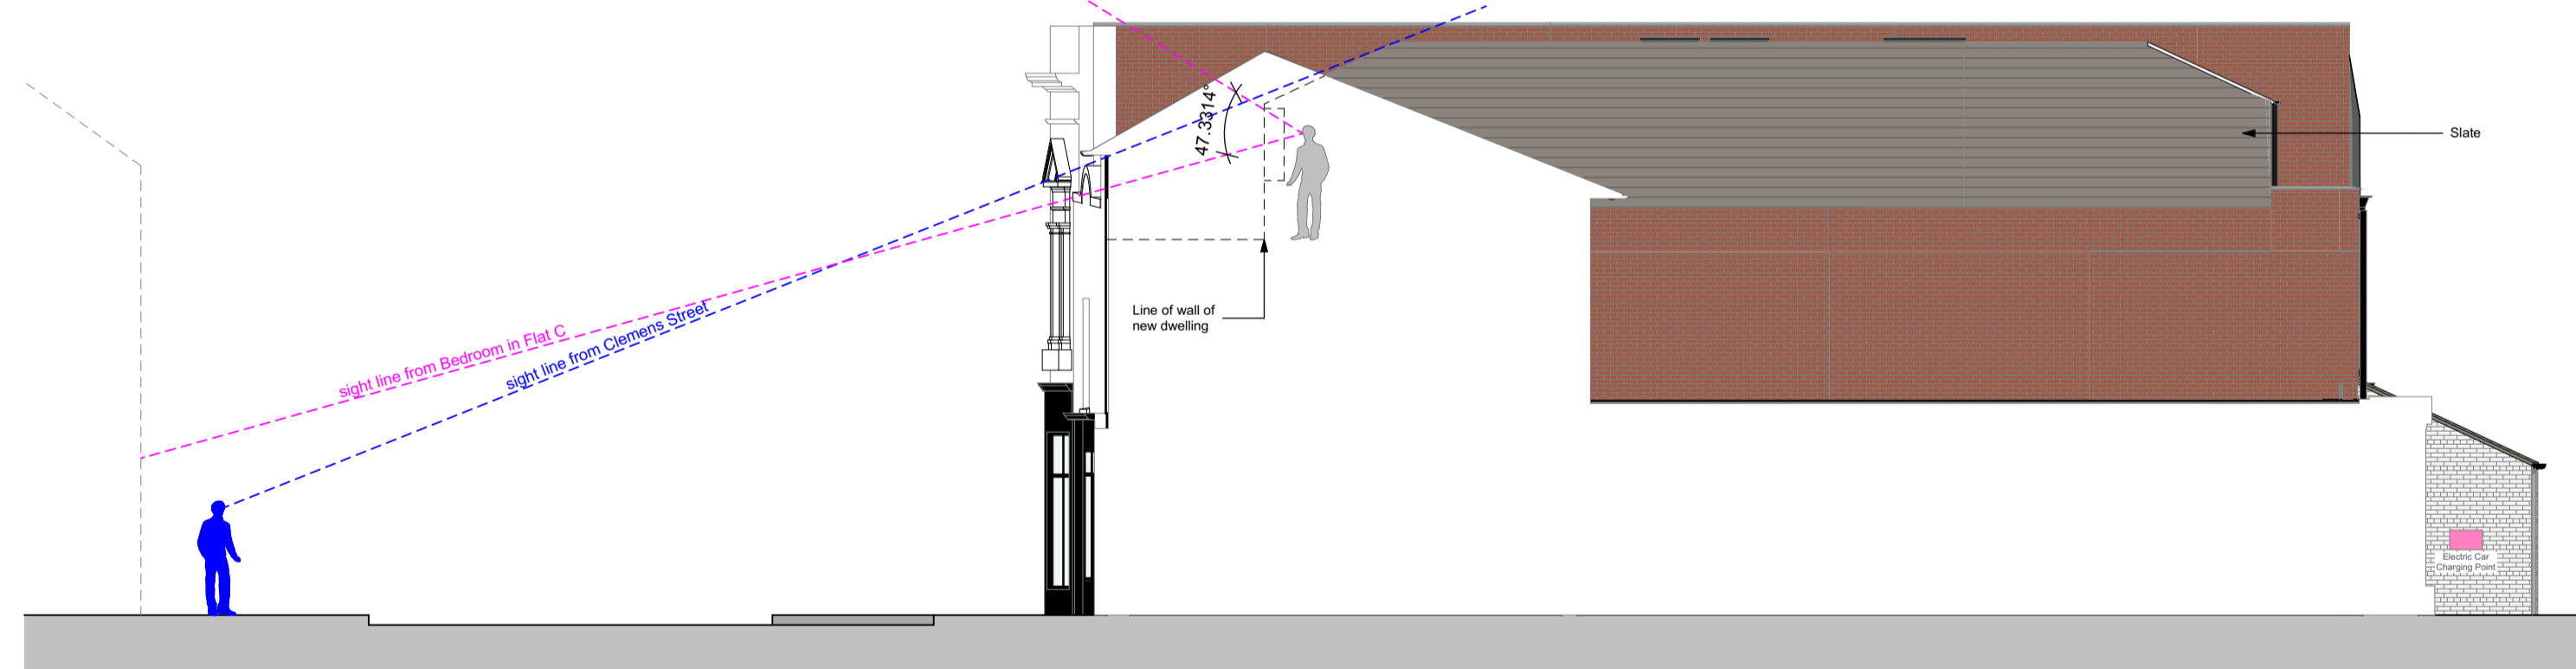 47.3314°
Slate
Line of wall of
new dwelling
sight line from Bedroom in Flat C
sight line from Clemens Street
Electric Car
Charging Point